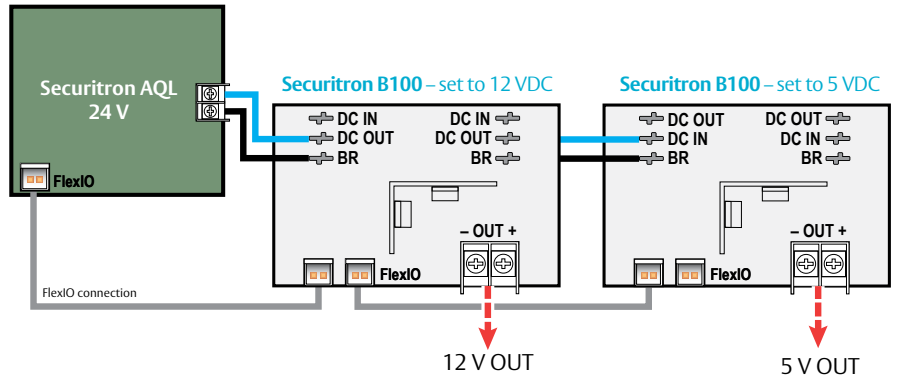 Securitron AQL
24 V
FlexIO
FlexIO connection
Securitron B100 – set to 12 VDC
DC IN
DC OUT
BR
DC IN
DC OUT
BR
– OUT +
FlexIO
12 V OUT
Securitron B100 – set to 5 VDC
DC OUT
DC IN
BR
DC OUT
DC IN
BR
– OUT +
FlexIO
5 V OUT